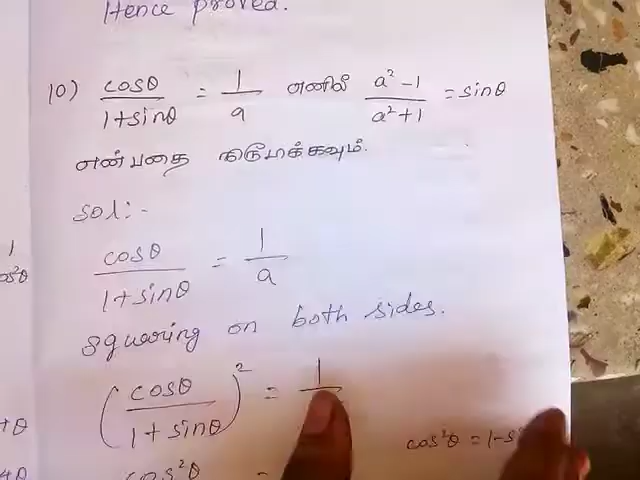 Hence proved.
10) cosθ / 1+sinθ = 1 / a எனில் a² -1 / a² +1 = sinθ
என்பதை நிரூபிக்கவும்.
sol:-
cosθ / 1+sinθ = 1 / a
squaring on both sides.
(cosθ / 1+sinθ)² = 1
cos²θ = 1-s
cos²θ =